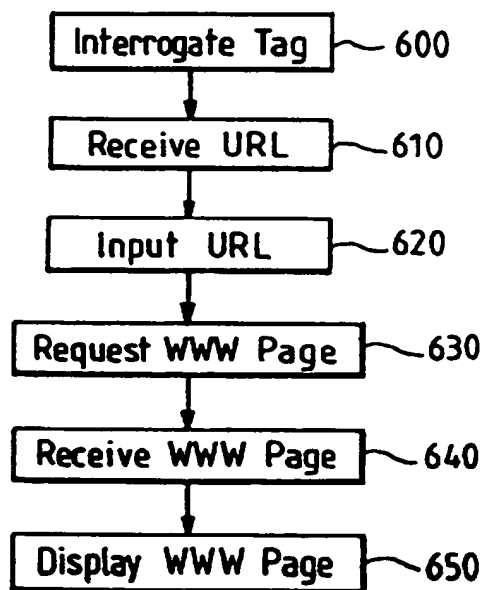 Interrogate Tag 600
Receive URL 610
Input URL 620
Request WWW Page 630
Receive WWW Page 640
Display WWW Page 650